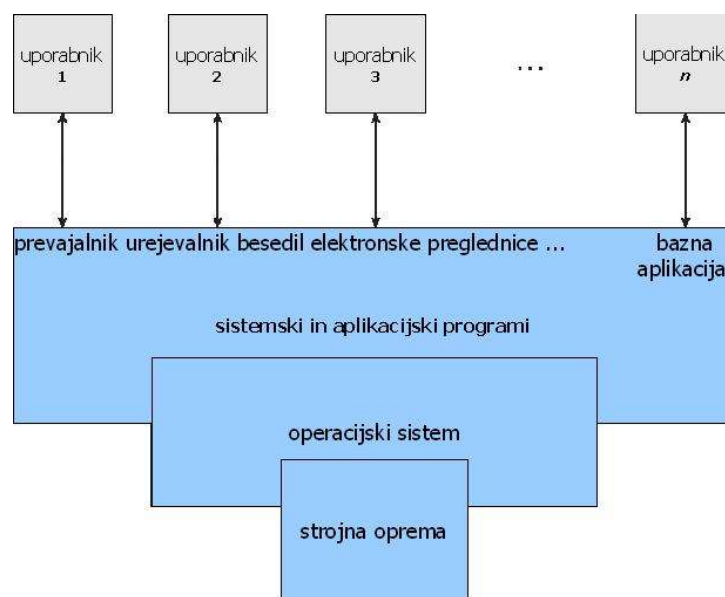 uporabnik
1
uporabnik
2
uporabnik
3
...
uporabnik
n
prevajalnik urejevalnik besedil elektronske preglednice ...
bazna
aplikacija
sistemski in aplikacijski programi
operacijski sistem
strojna oprema